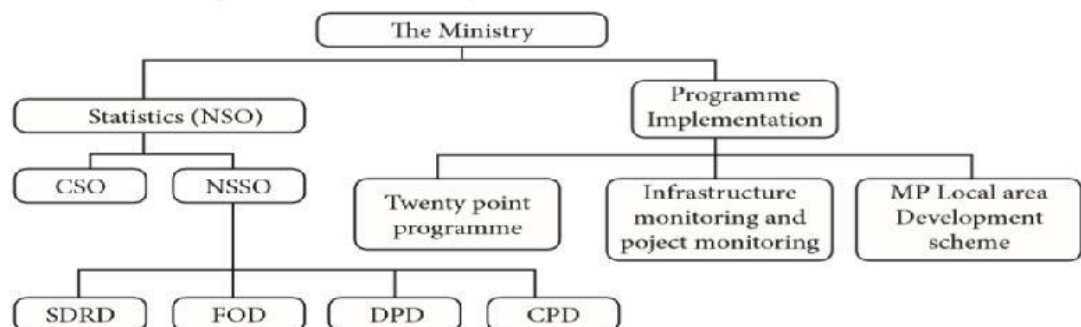 The Ministry
Statistics (NSO)
Programme
Implementation
CSO
NSSO
Twenty point
programme
Infrastructure
monitoring and
poject monitoring
MP Local area
Development
scheme
SDRD
FOD
DPD
CPD